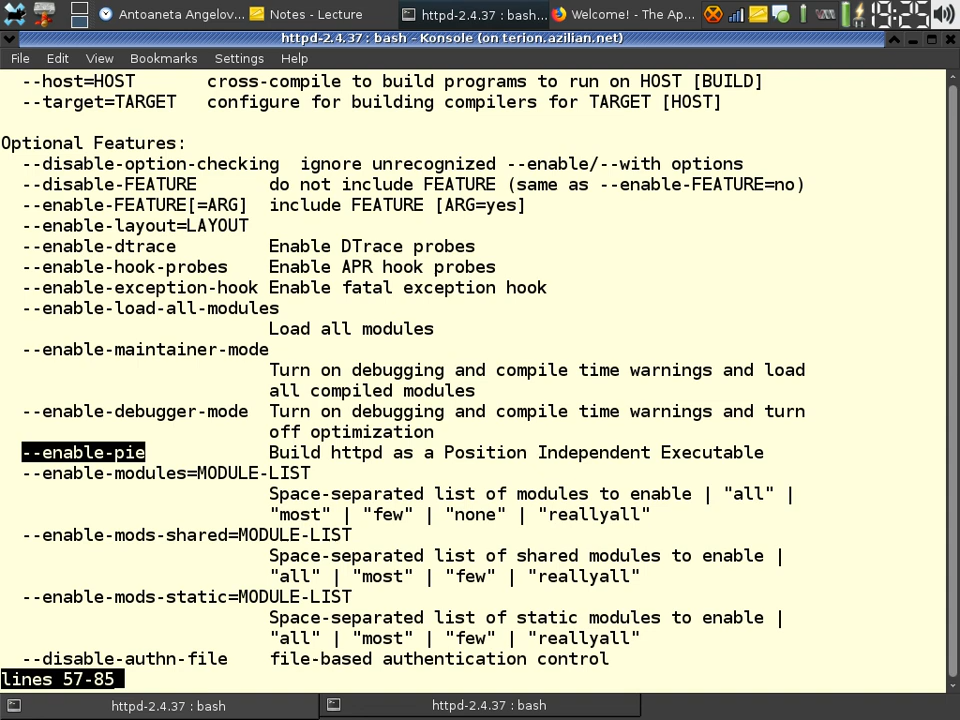 Antoaneta Angelov...
Notes - Lecture
httpd-2.4.37 : bash...
Welcome! - The Ap...
19:25
httpd-2.4.37 : bash - Konsole (on terion.azilian.net)
File Edit View Bookmarks Settings Help
--host=HOST cross-compile to build programs to run on HOST [BUILD]
--target=TARGET configure for building compilers for TARGET [HOST]
Optional Features:
--disable-option-checking ignore unrecognized --enable/--with options
--disable-FEATURE do not include FEATURE (same as --enable-FEATURE=no)
--enable-FEATURE[=ARG] include FEATURE [ARG=yes]
--enable-layout=LAYOUT
--enable-dtrace Enable DTrace probes
--enable-hook-probes Enable APR hook probes
--enable-exception-hook Enable fatal exception hook
--enable-load-all-modules
Load all modules
--enable-maintainer-mode
Turn on debugging and compile time warnings and load
all compiled modules
--enable-debugger-mode Turn on debugging and compile time warnings and turn
off optimization
--enable-pie Build httpd as a Position Independent Executable
--enable-modules=MODULE-LIST
Space-separated list of modules to enable | "all" |
"most" | "few" | "none" | "reallyall"
--enable-mods-shared=MODULE-LIST
Space-separated list of shared modules to enable |
"all" | "most" | "few" | "reallyall"
--enable-mods-static=MODULE-LIST
Space-separated list of static modules to enable |
"all" | "most" | "few" | "reallyall"
--disable-authn-file file-based authentication control
lines 57-85
httpd-2.4.37 : bash
httpd-2.4.37 : bash